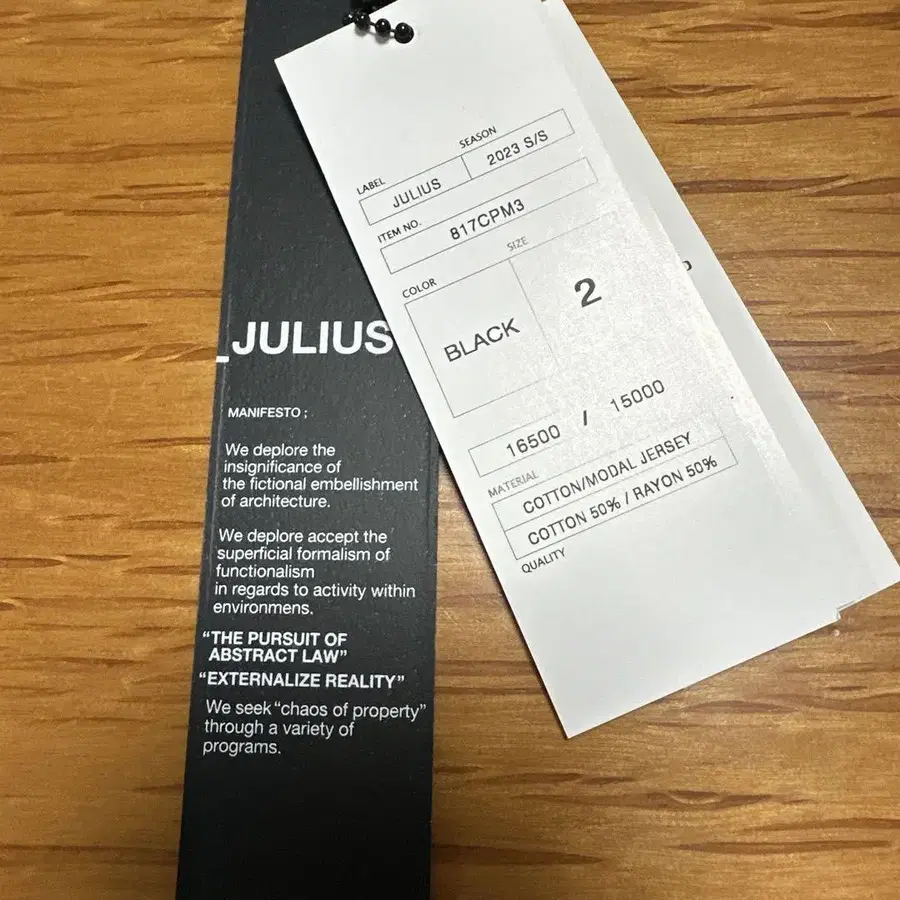 _JULIUS
MANIFESTO ;
We deplore the
insignificance of
the fictional embellishment
of architecture.
We deplore accept the
superficial formalism of
functionalism
in regards to activity within
environmens.
“THE PURSUIT OF
ABSTRACT LAW”
“EXTERNALIZE REALITY”
We seek “chaos of property”
through a variety of
programs.
LABEL SEASON
JULIUS 2023 S/S
ITEM NO.
817CPM3
COLOR SIZE
BLACK 2
16500 / 15000
MATERIAL
COTTON/MODAL JERSEY
COTTON 50% / RAYON 50%
QUALITY